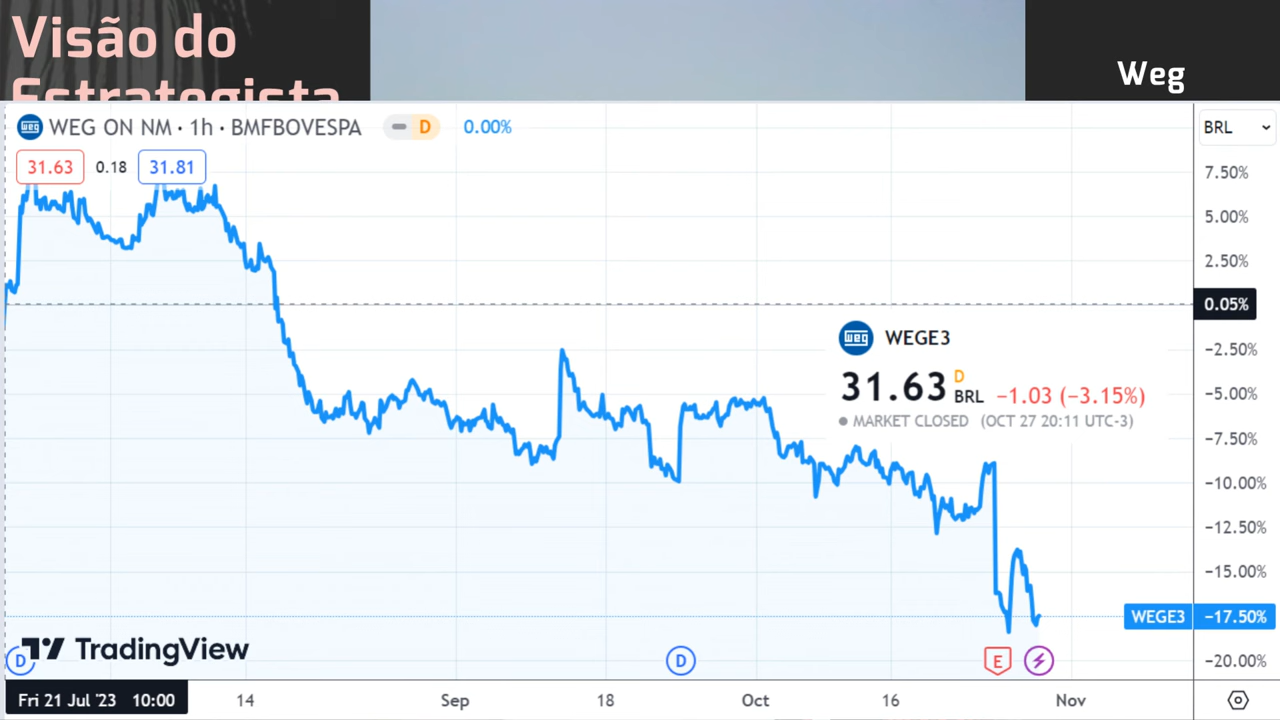 Visão do
Estrategista
Weg
weg WEG ON NM · 1h · BMFBOVESPA D 0.00%
31.63 0.18 31.81
BRL
7.50%
5.00%
2.50%
0.05%
−2.50%
−5.00%
−7.50%
−10.00%
−12.50%
−15.00%
WEGE3 −17.50%
−20.00%
weg WEGE3
31.63 D BRL −1.03 (−3.15%)
MARKET CLOSED (OCT 27 20:11 UTC-3)
TradingView
D D E
Fri 21 Jul '23 10:00 14 Sep 18 Oct 16 Nov